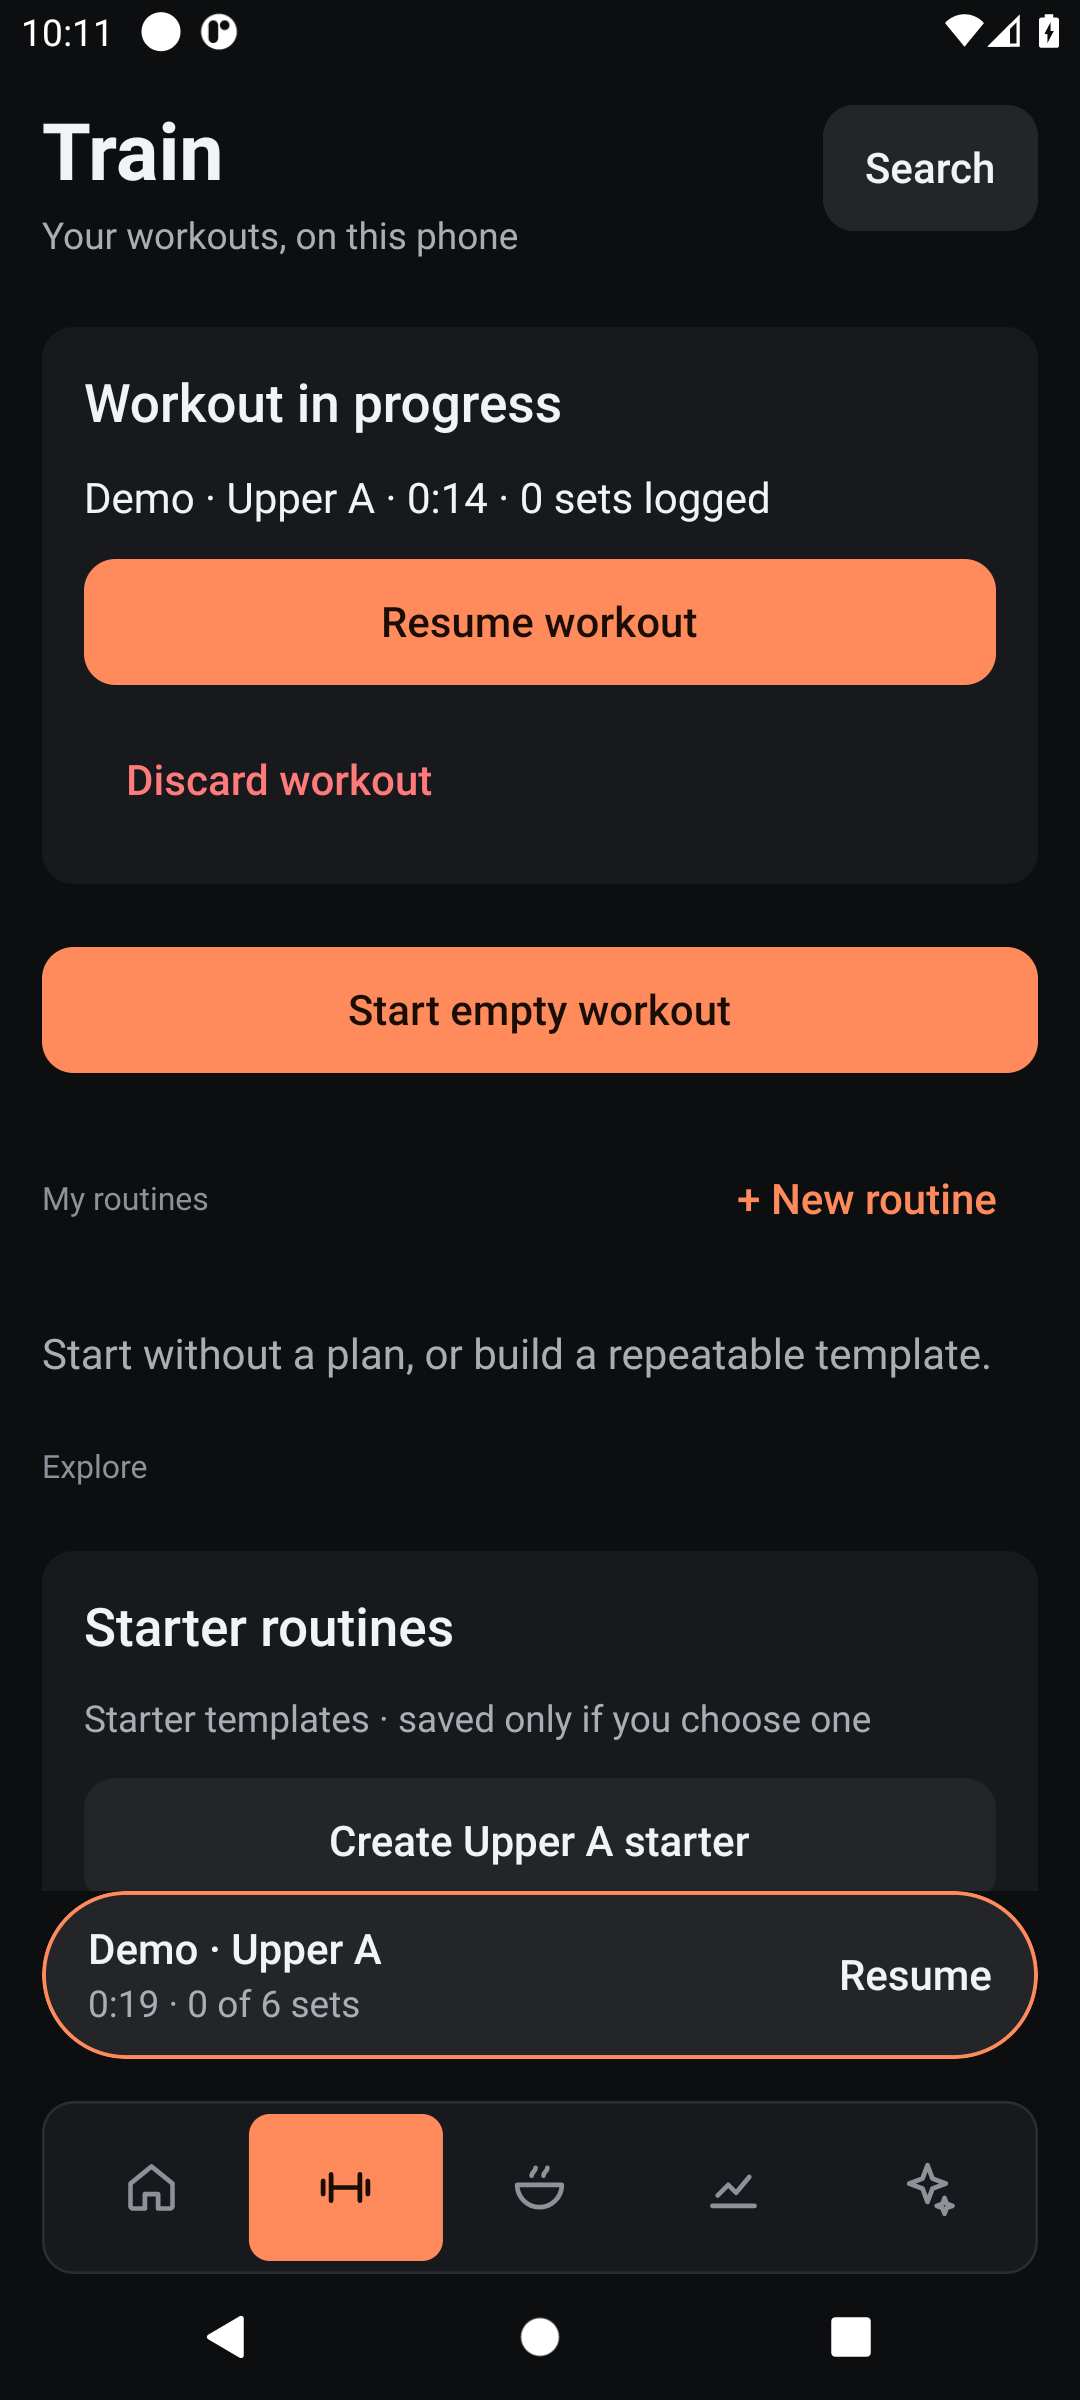 10:11
Train
Search
Your workouts, on this phone
Workout in progress
Demo · Upper A · 0:14 · 0 sets logged
Resume workout
Discard workout
Start empty workout
My routines
+ New routine
Start without a plan, or build a repeatable template.
Explore
Starter routines
Starter templates · saved only if you choose one
Create Upper A starter
Demo · Upper A
Resume
0:19 · 0 of 6 sets